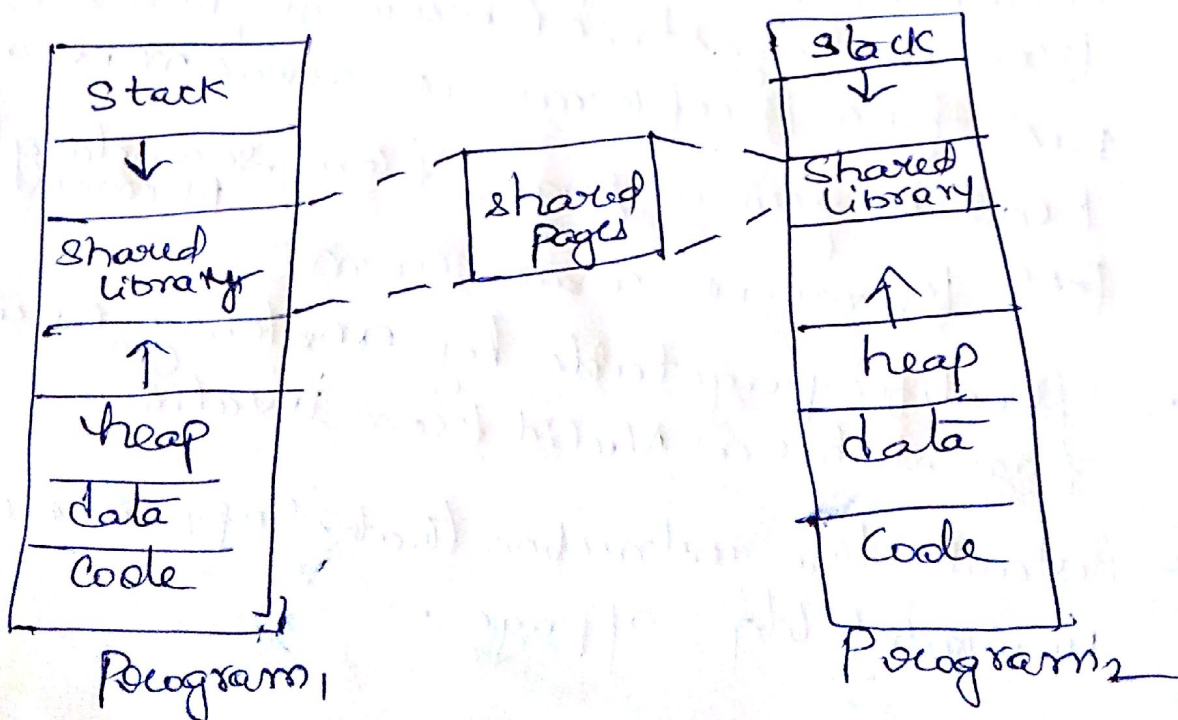 Stack
Shared
Library
heap
data
Code
Program1
shared
pages
Stack
Shared
Library
heap
data
Code
Program2